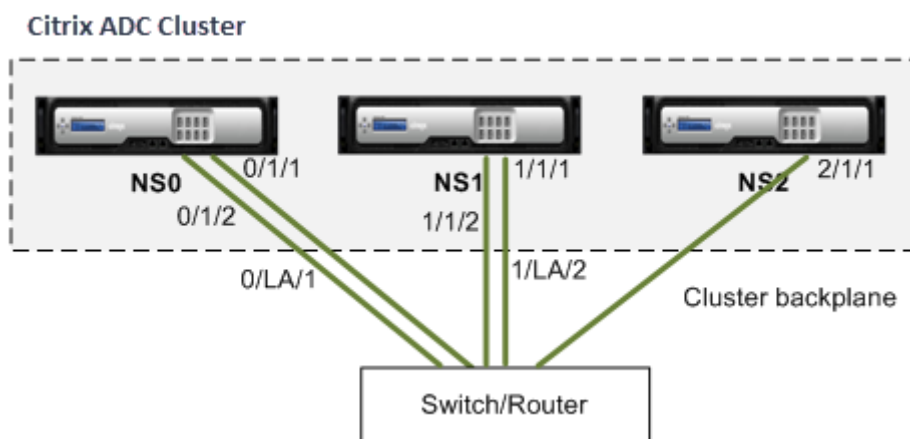 Citrix ADC Cluster
NS0
0/1/1
0/1/2
NS1
1/1/1
1/1/2
NS2
2/1/1
0/LA/1
1/LA/2
Cluster backplane
Switch/Router